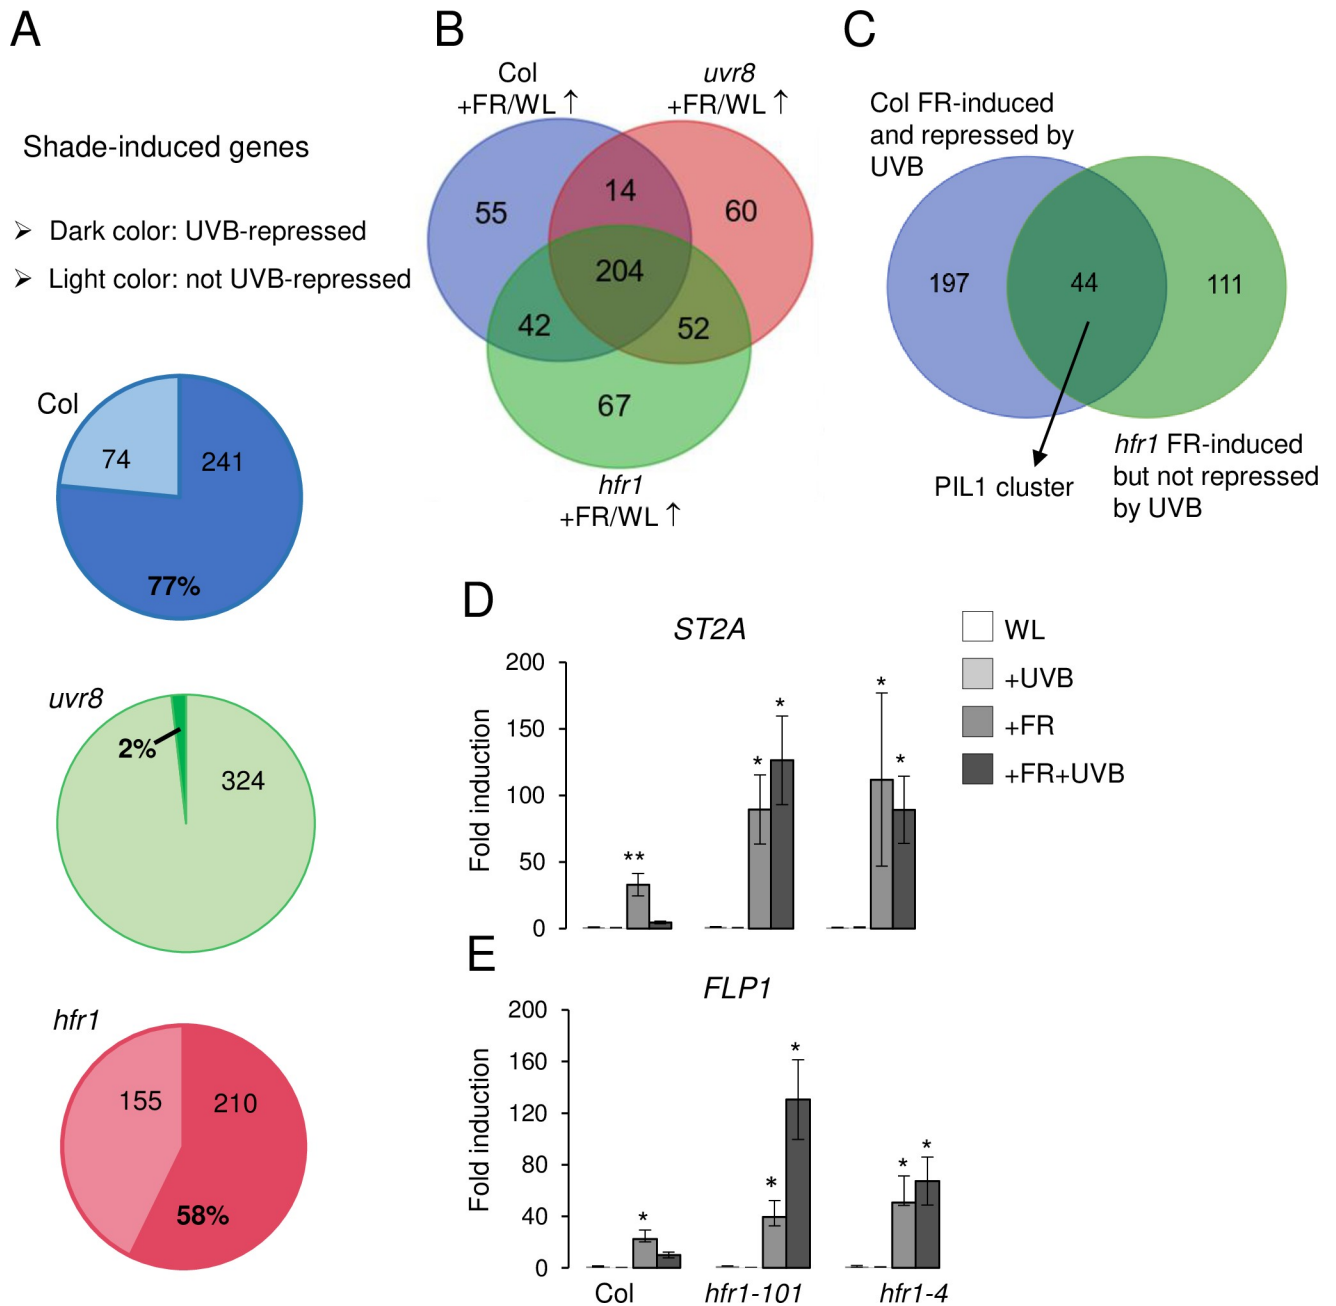 A
Shade-induced genes
➢ Dark color: UVB-repressed
➢ Light color: not UVB-repressed
Col
74
241
77%
uvr8
2%
324
hfr1
155
210
58%
B
Col
+FR/WL ↑
uvr8
+FR/WL ↑
55
14
60
204
42
52
67
hfr1
+FR/WL ↑
C
Col FR-induced
and repressed by
UVB
197
44
111
PIL1 cluster
hfr1 FR-induced
but not repressed
by UVB
D
ST2A
Fold induction
200
150
100
50
0
**
*
*
*
*
WL
+UVB
+FR
+FR+UVB
E
FLP1
Fold induction
200
160
120
80
40
0
*
*
*
*
*
Col
hfr1-101
hfr1-4